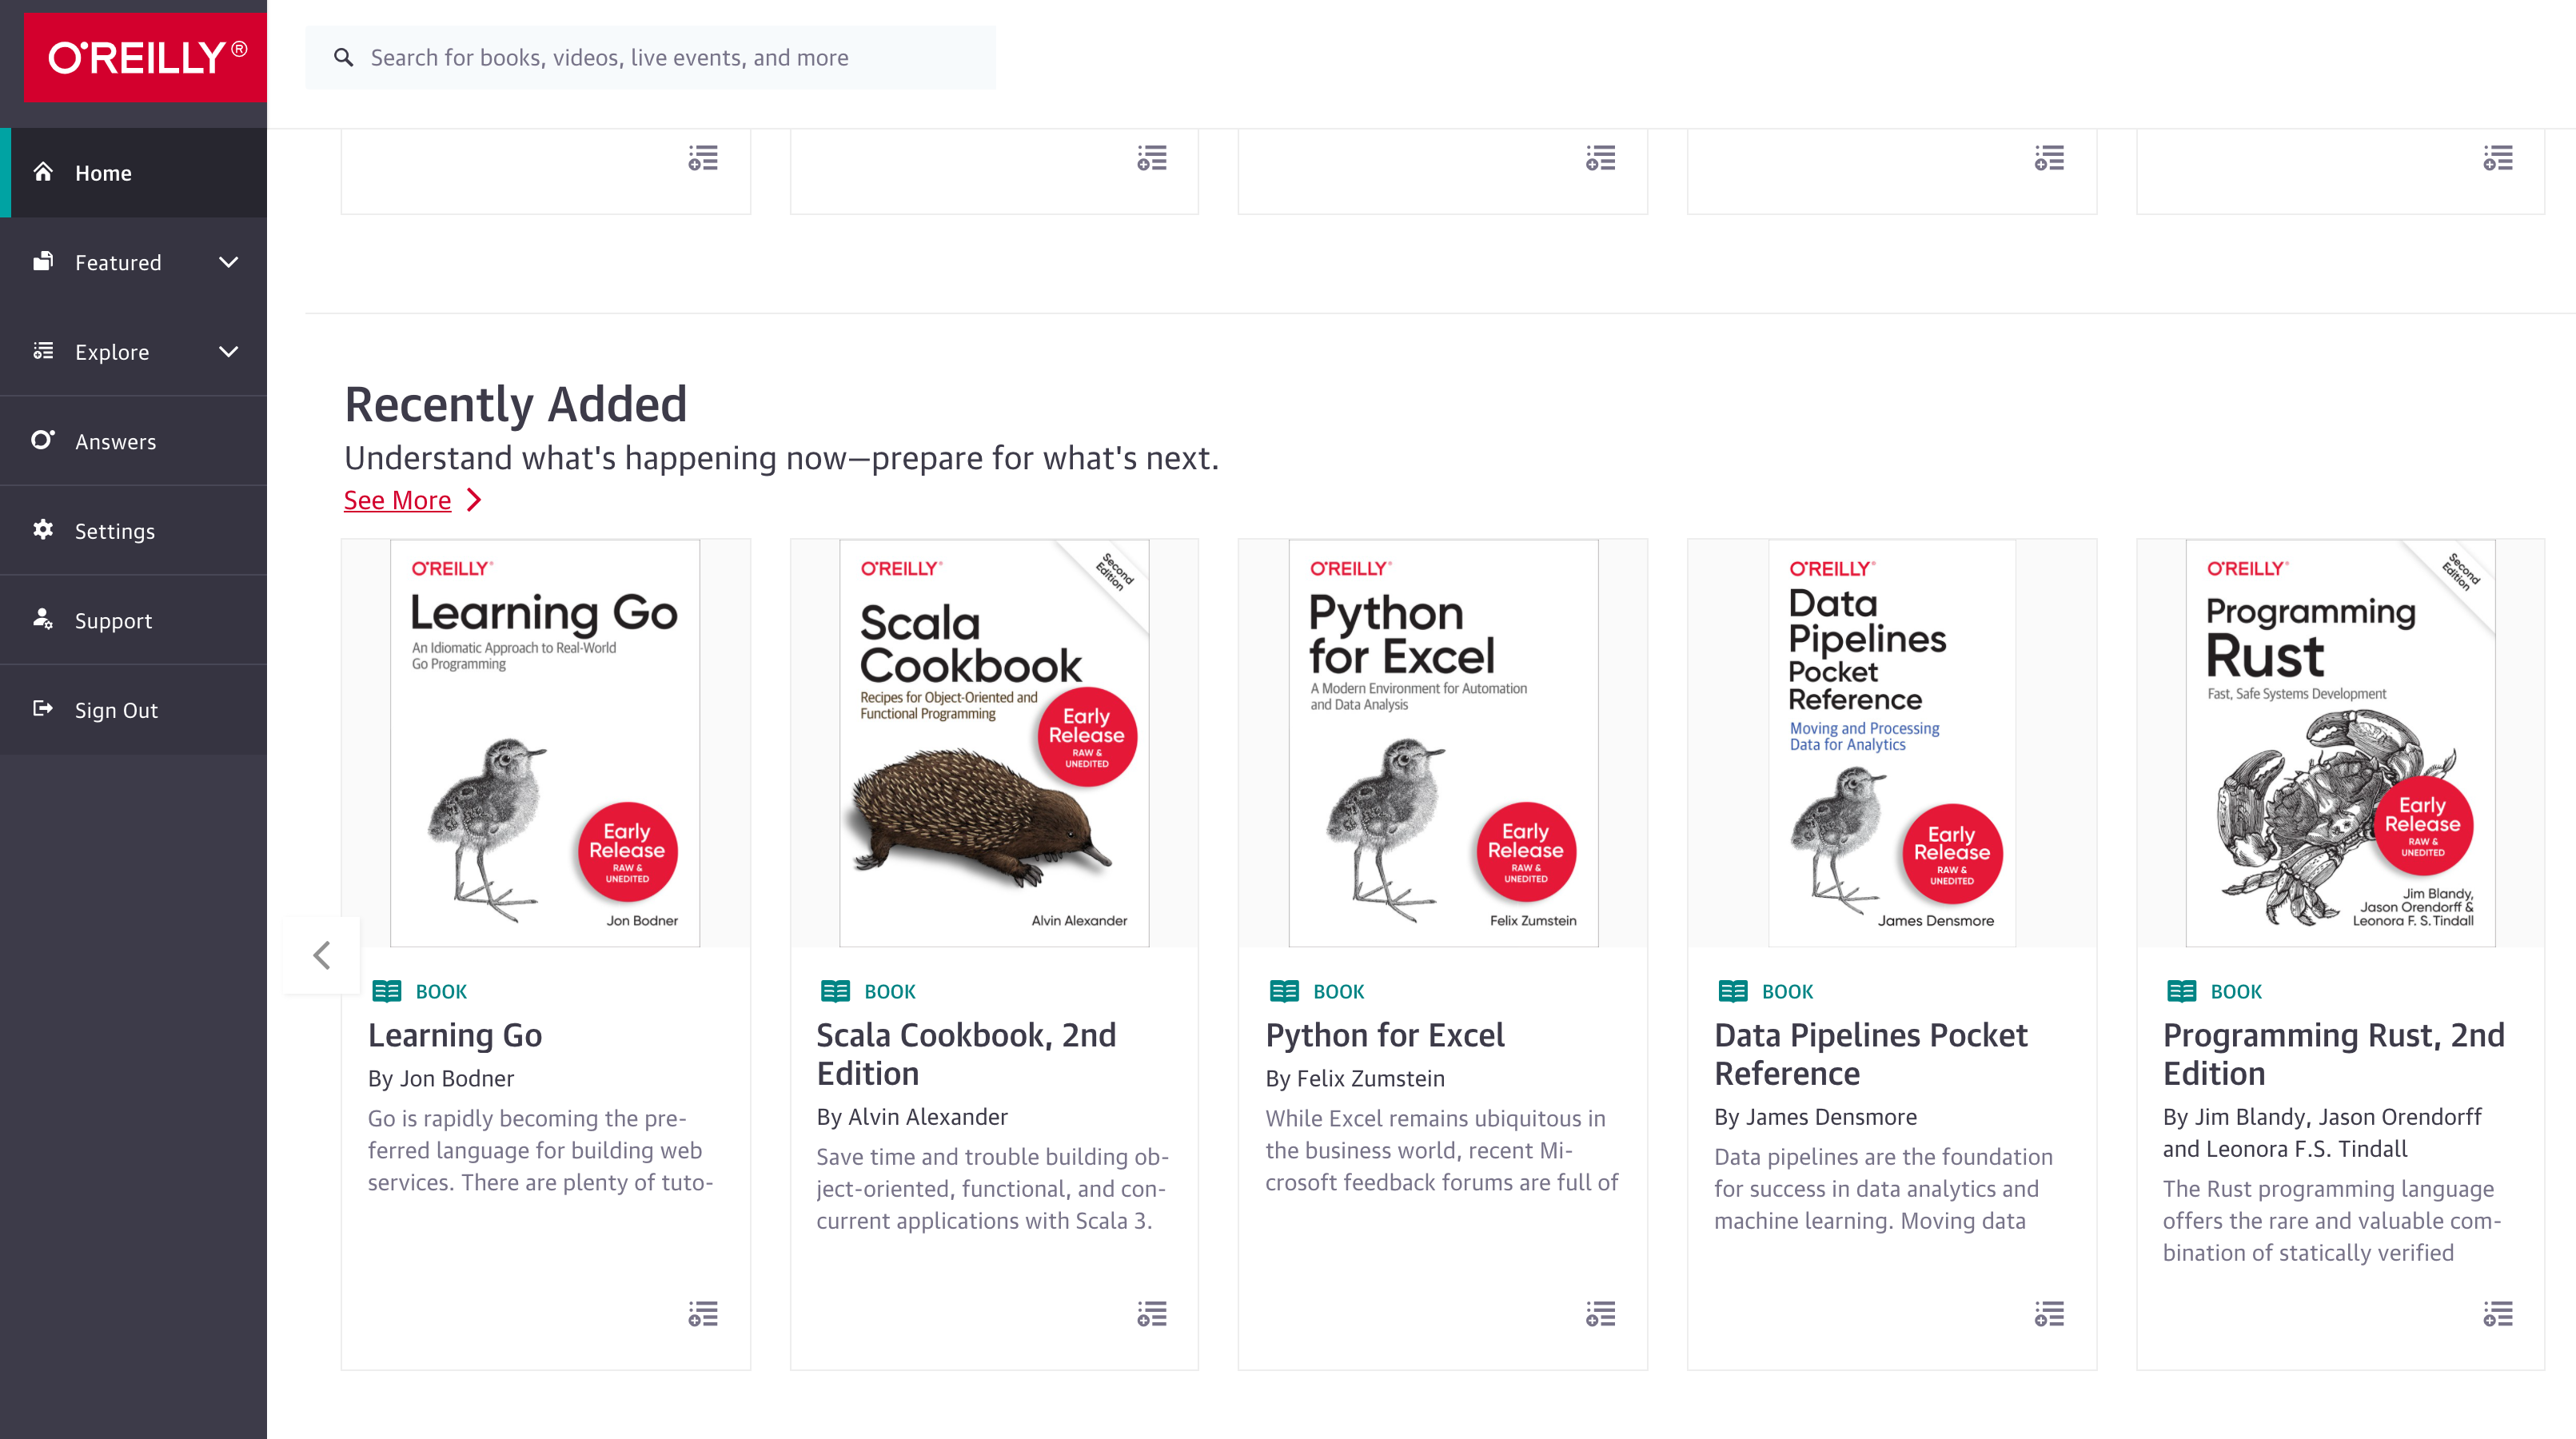 O'REILLY®
Search for books, videos, live events, and more
Home
Featured
Explore
Answers
Settings
Support
Sign Out
Recently Added
Understand what's happening now—prepare for what's next.
See More
O'REILLY®
Learning Go
An Idiomatic Approach to Real-World
Go Programming
Early
Release
RAW &
UNEDITED
Jon Bodner
BOOK
Learning Go
By Jon Bodner
Go is rapidly becoming the pre-
ferred language for building web
services. There are plenty of tuto-
O'REILLY®
Second
Edition
Scala
Cookbook
Recipes for Object-Oriented and
Functional Programming
Early
Release
RAW &
UNEDITED
Alvin Alexander
BOOK
Scala Cookbook, 2nd
Edition
By Alvin Alexander
Save time and trouble building ob-
ject-oriented, functional, and con-
current applications with Scala 3.
O'REILLY®
Python
for Excel
A Modern Environment for Automation
and Data Analysis
Early
Release
RAW &
UNEDITED
Felix Zumstein
BOOK
Python for Excel
By Felix Zumstein
While Excel remains ubiquitous in
the business world, recent Mi-
crosoft feedback forums are full of
O'REILLY®
Data
Pipelines
Pocket
Reference
Moving and Processing
Data for Analytics
Early
Release
RAW &
UNEDITED
James Densmore
BOOK
Data Pipelines Pocket
Reference
By James Densmore
Data pipelines are the foundation
for success in data analytics and
machine learning. Moving data
O'REILLY®
Second
Edition
Programming
Rust
Fast, Safe Systems Development
Early
Release
RAW &
UNEDITED
Jim Blandy,
Jason Orendorff &
Leonora F. S. Tindall
BOOK
Programming Rust, 2nd
Edition
By Jim Blandy, Jason Orendorff
and Leonora F.S. Tindall
The Rust programming language
offers the rare and valuable com-
bination of statically verified